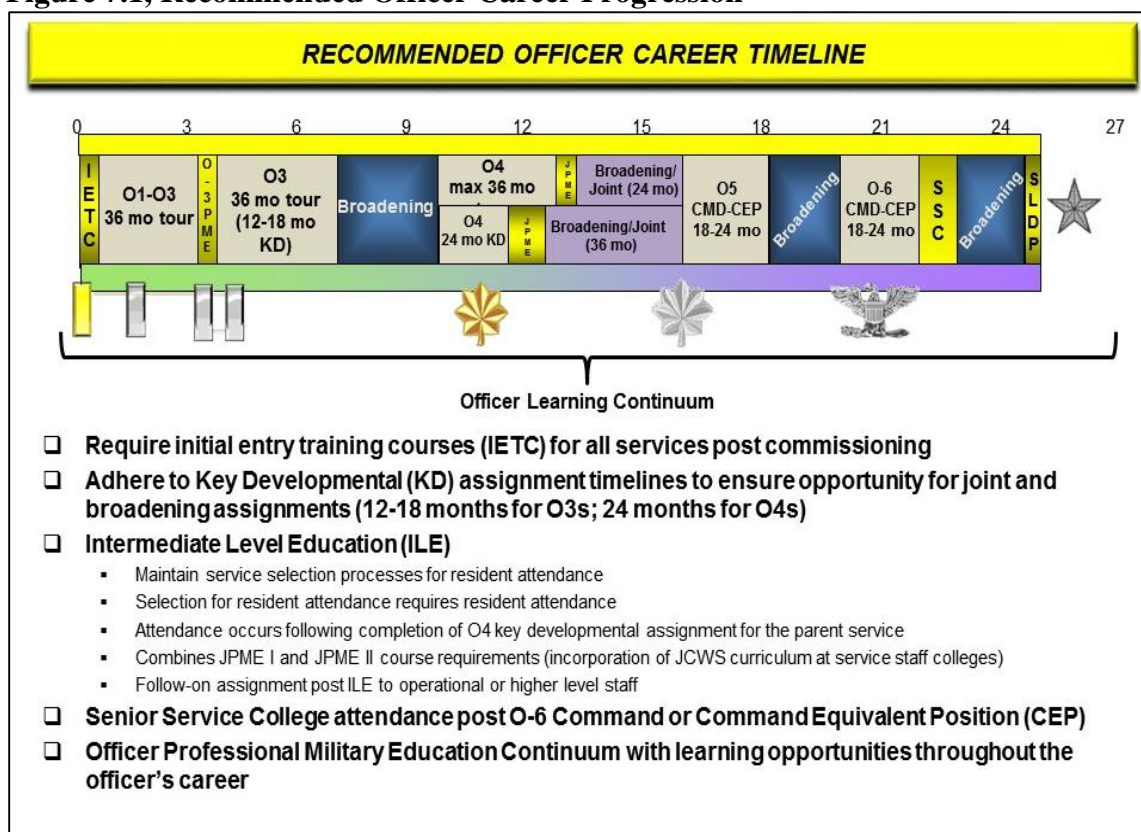 Figure 7.1, Recommended Officer Career Progression
RECOMMENDED OFFICER CAREER TIMELINE
0 3 6 9 12 15 18 21 24 27
IETC
O1-O3
36 mo tour
O-3PME
O3
36 mo tour
(12-18 mo
KD)
Broadening
O4
max 36 mo
JPME
Broadening/
Joint (24 mo)
O4
24 mo KD
JPME
Broadening/Joint
(36 mo)
O5
CMD-CEP
18-24 mo
Broadening
O-6
CMD-CEP
18-24 mo
SSC
Broadening
SLDP
Officer Learning Continuum
Require initial entry training courses (IETC) for all services post commissioning
Adhere to Key Developmental (KD) assignment timelines to ensure opportunity for joint and
broadening assignments (12-18 months for O3s; 24 months for O4s)
Intermediate Level Education (ILE)
Maintain service selection processes for resident attendance
Selection for resident attendance requires resident attendance
Attendance occurs following completion of O4 key developmental assignment for the parent service
Combines JPME I and JPME II course requirements (incorporation of JCWS curriculum at service staff colleges)
Follow-on assignment post ILE to operational or higher level staff
Senior Service College attendance post O-6 Command or Command Equivalent Position (CEP)
Officer Professional Military Education Continuum with learning opportunities throughout the
officer's career